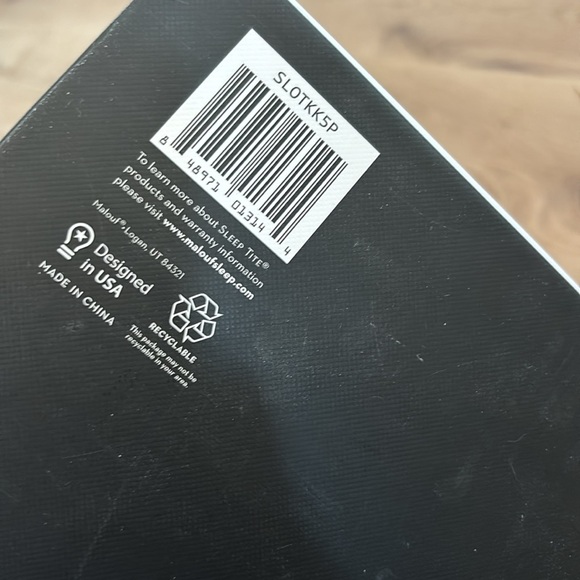 SL0TKK5P
8 48971 01314 4
To learn more about SLEEP TITE®
products and warranty information
please visit www.maloufsleep.com
Malouf® • Logan, UT 84321
Designed
in USA
MADE IN CHINA
RECYCLABLE
This package may not be
recyclable in your area.